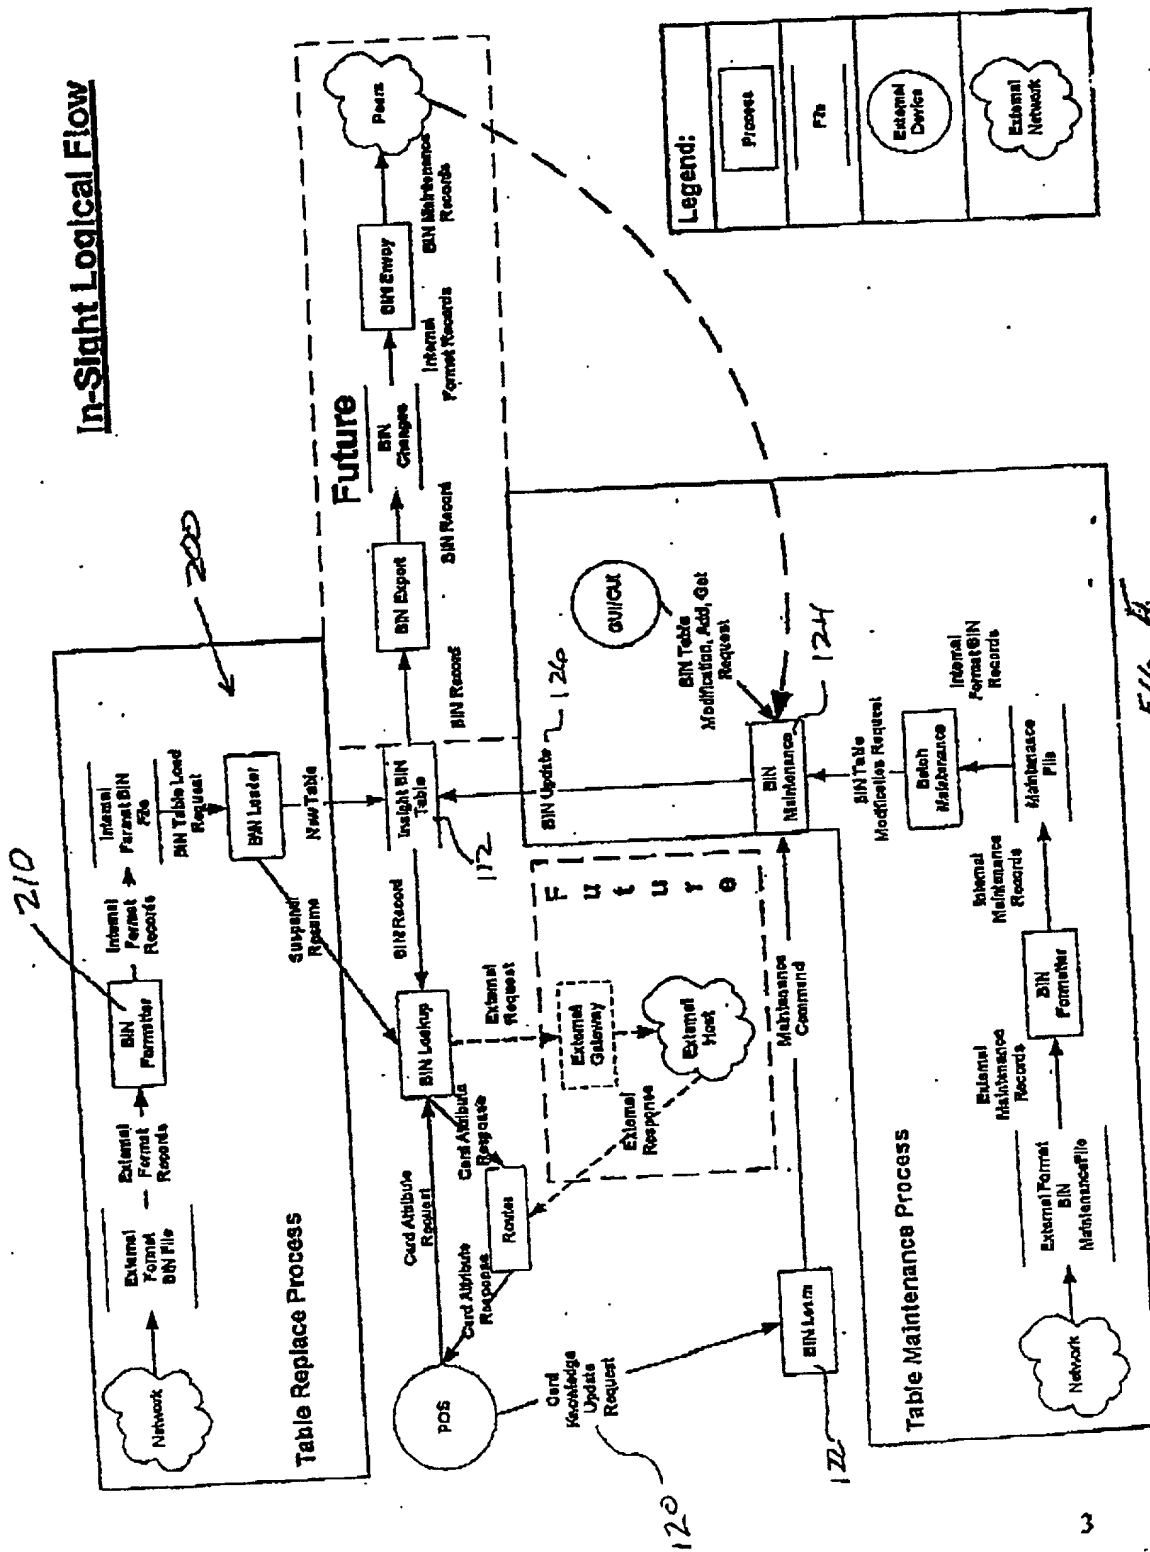 In-Sight Logical Flow
200
210
Network
External
Format
BIN File
External
Format
Records
BIN
Formatter
Internal
Format
Records
Internal
Format BIN
File
BIN Table Load
Request
BIN Loader
New Table
Suspend/
Resume
Table Replace Process
POS
Card Attribute
Request
BIN Lookup
BIN Record
Insight BIN
Table
112
Card Attribute
Response
Routes
Card Attribute
Response
External
Request
External
Gateway
External
Host
External
Response
Future
Future
BIN Record
BIN Export
BIN Record
BIN
Changes
Internal
Format Records
BIN Envoy
BIN Maintenance
Records
Peers
BIN Update
126
Card
Knowledge
Update
Request
120
BIN Learn
122
Maintenance
Command
BIN
Maintenance
124
GUI/CUI
BIN Table
Modification, Add, Get
Request
BIN Table
Modification Request
Batch
Maintenance
Internal
Format BIN
Records
Maintenance
File
Internal
Maintenance
Records
BIN
Formatter
External
Maintenance
Records
External Format
BIN
Maintenance File
Network
Table Maintenance Process
Legend:
Process
File
External
Device
External
Network
3